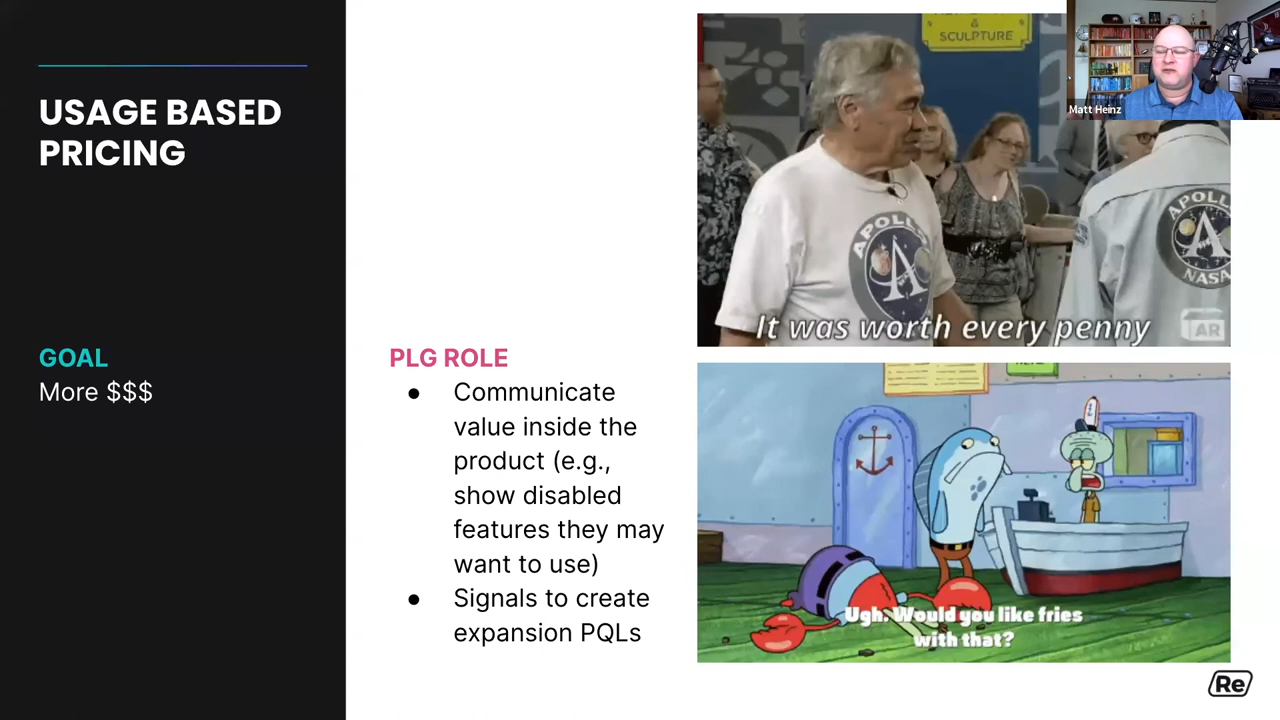 USAGE BASED
PRICING
GOAL
More $$$
PLG ROLE
● Communicate
value inside the
product (e.g.,
show disabled
features they may
want to use)
● Signals to create
expansion PQLs
&
SCULPTURE
APOLLO
It was worth every penny
APOLLO
NASA
AR
Matt Heinz
Ugh. Would you like fries
with that?
Re